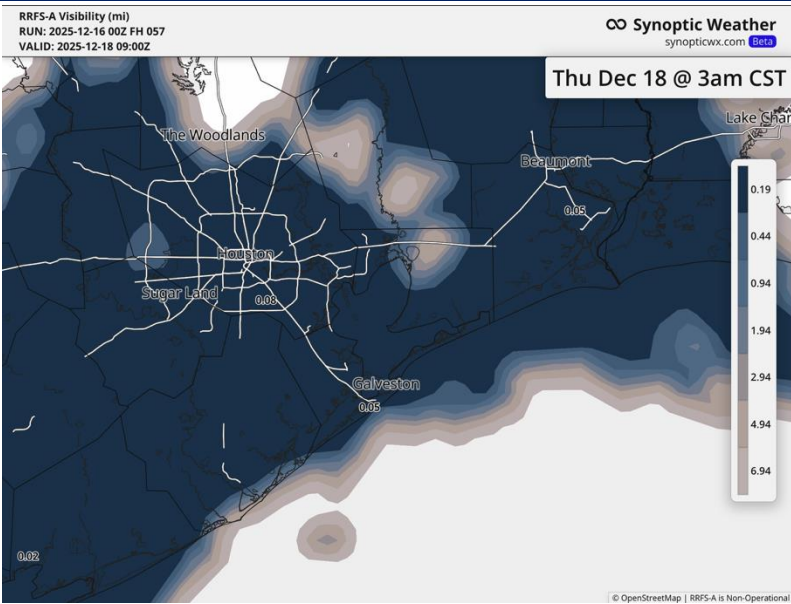 RRFS-A Visibility (mi)
RUN: 2025-12-16 00Z FH 057
VALID: 2025-12-18 09:00Z
Synoptic Weather
synopticwx.com Beta
Thu Dec 18 @ 3am CST
Lake Char
The Woodlands
Beaumont
0.19
0.05
0.44
Houston
0.94
Sugar Land
0.08
1.94
2.94
Galveston
0.05
4.94
6.94
0.02
© OpenStreetMap | RRFS-A is Non-Operational